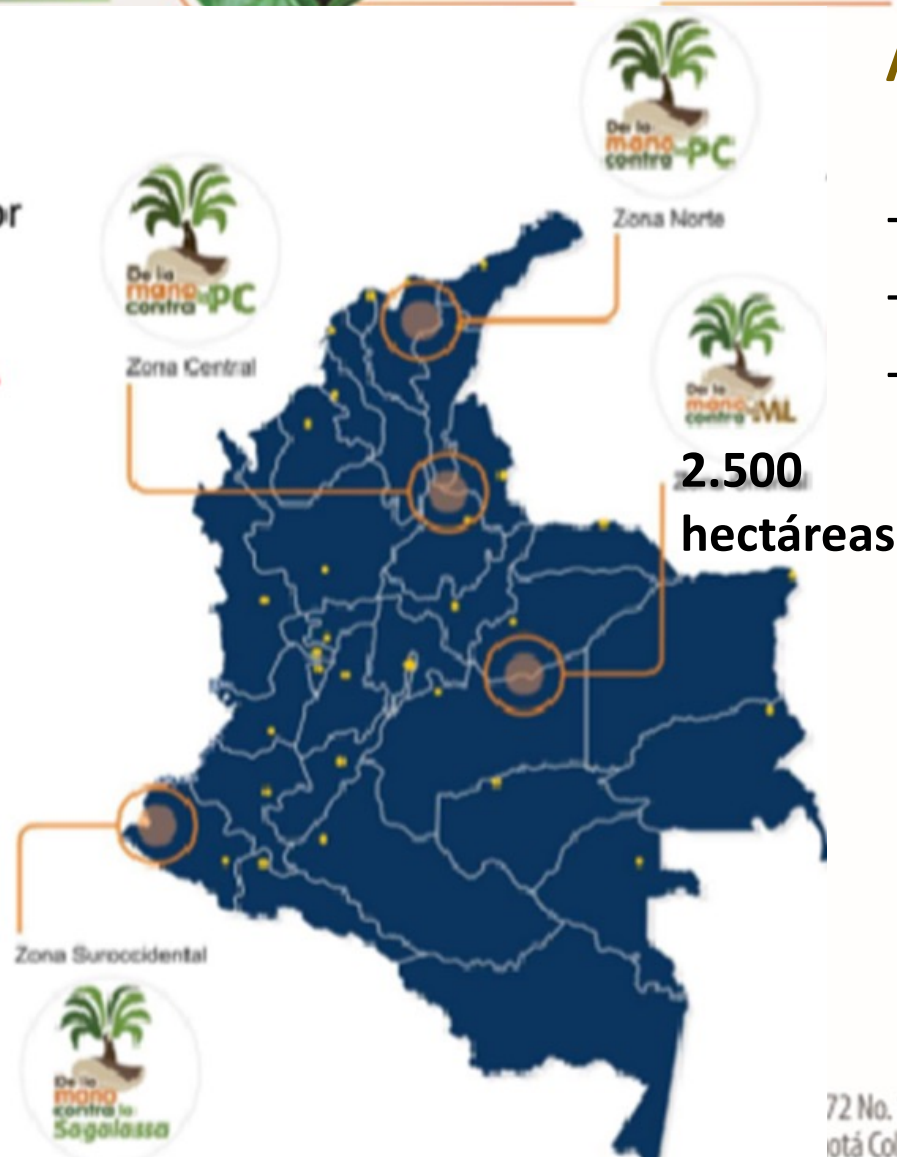 or
De la
mano
contra la PC
Zona Norte
De la
mano
contra la PC
Zona Central
De la
mano
contra la ML
2.500
hectáreas
-
-
-
Zona Suroccidental
De la
mano
contra la
Sagalassa
72 No.
otá Col